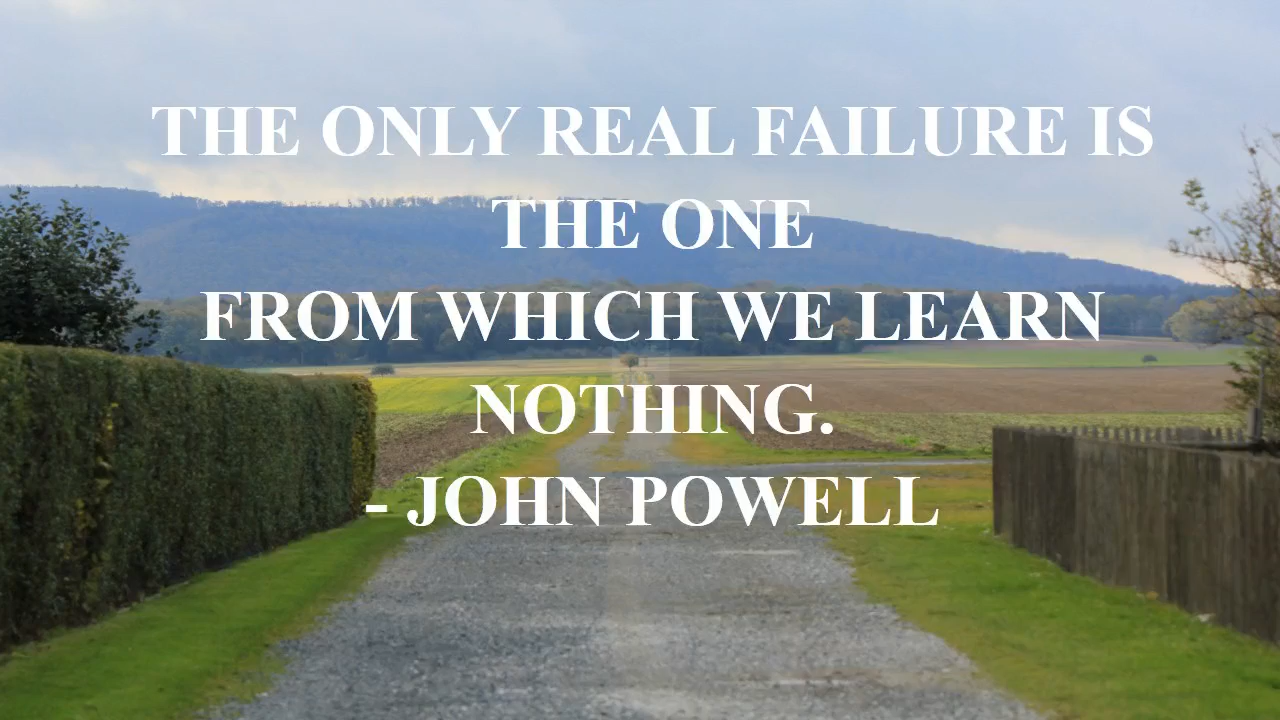 THE ONLY REAL FAILURE IS
THE ONE
FROM WHICH WE LEARN
NOTHING.
- JOHN POWELL